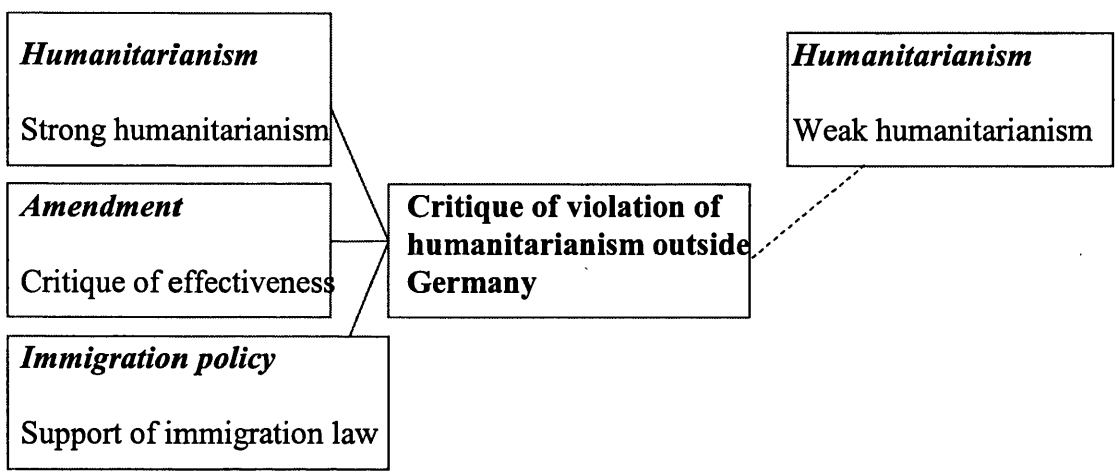 Humanitarianism
Strong humanitarianism
Amendment
Critique of effectiveness
Immigration policy
Support of immigration law
Critique of violation of
humanitarianism outside
Germany
Humanitarianism
Weak humanitarianism